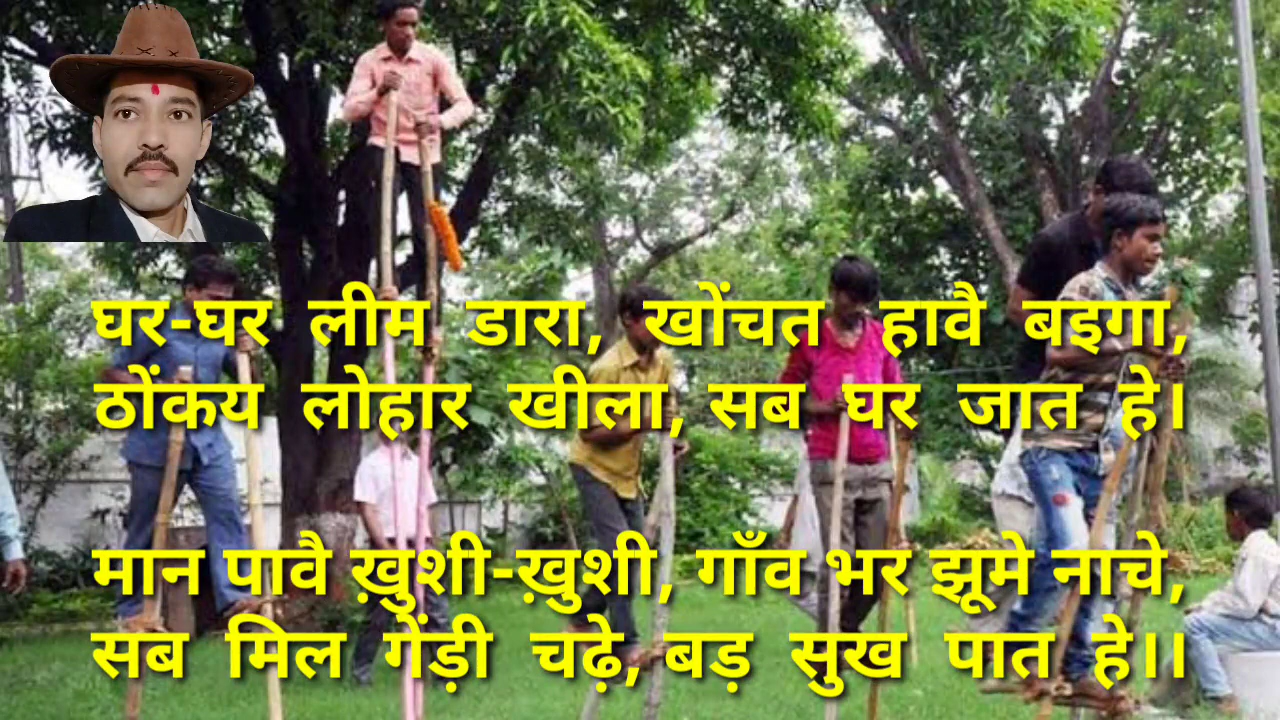 घर-घर लीम डारा, खोंचत हावै बइगा,
ठोंकय लोहार खीला, सब घर जात हे।
मान पावै ख़ुशी-ख़ुशी, गाँव भर झूमे नाचे,
सब मिल गेंड़ी चढ़े, बड़ सुख पात हे।।